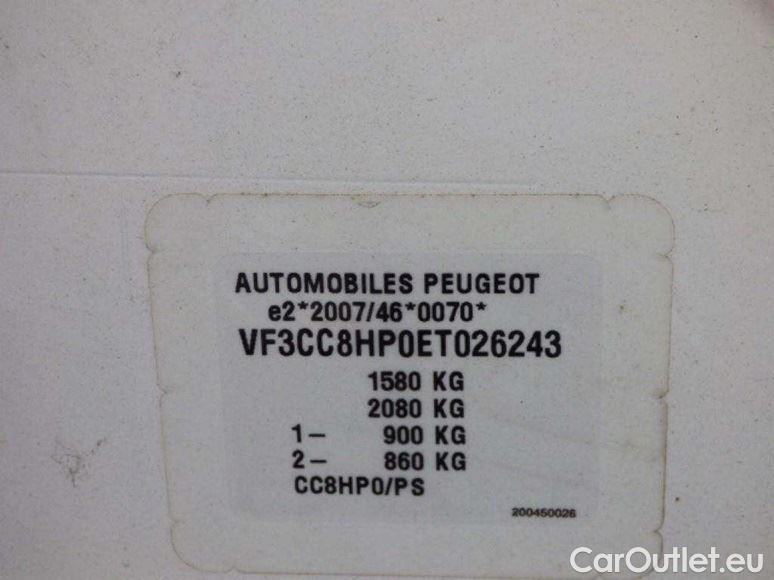 AUTOMOBILES PEUGEOT
e2*2007/46*0070*
VF3CC8HP0ET026243
1580 KG
2080 KG
1– 900 KG
2– 860 KG
CC8HP0/PS
200450026
CarOutlet.eu